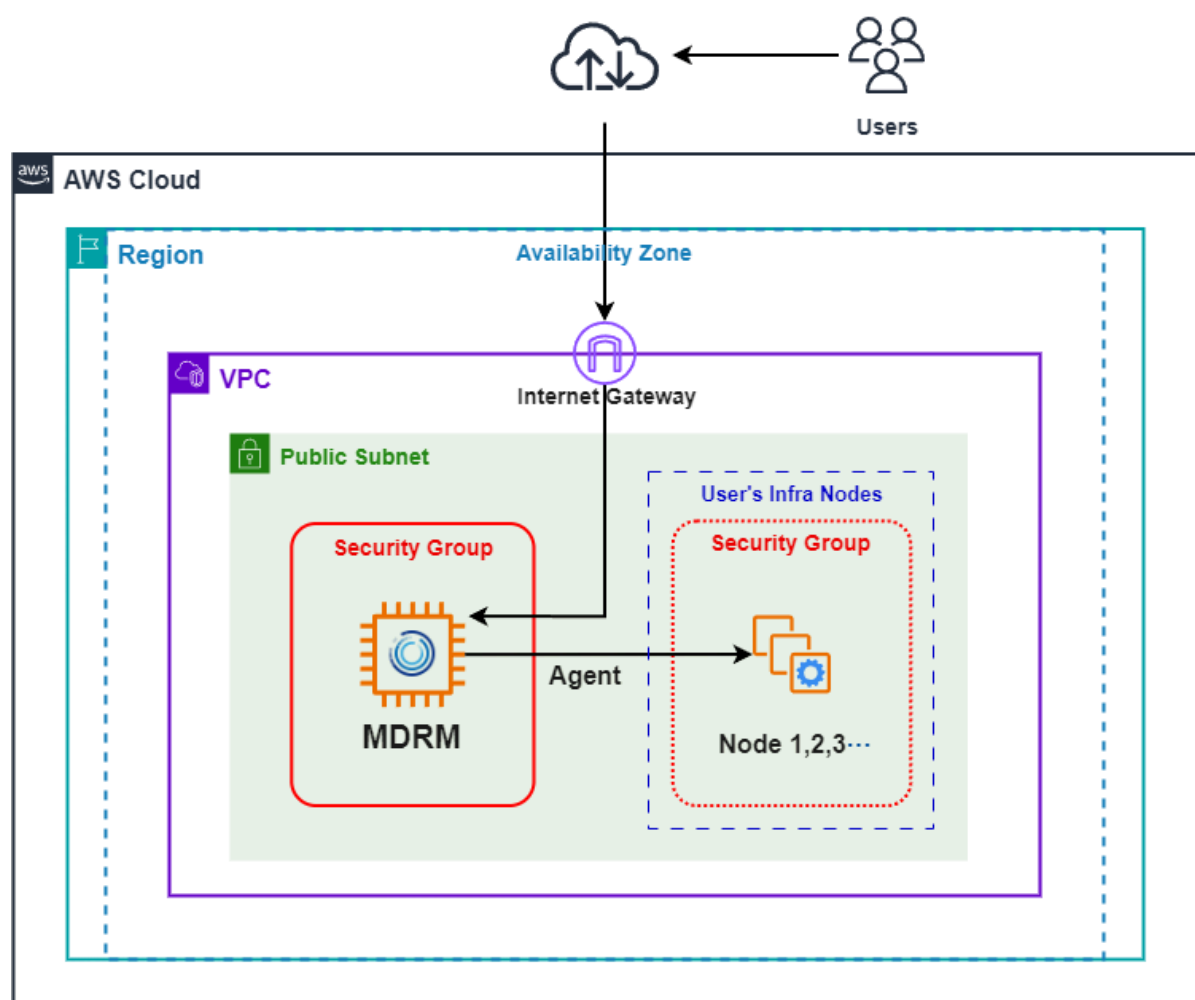 Users
aws
AWS Cloud
Region
Availability Zone
VPC
Internet Gateway
Public Subnet
User's Infra Nodes
Security Group
Security Group
MDRM
Agent
Node 1,2,3···